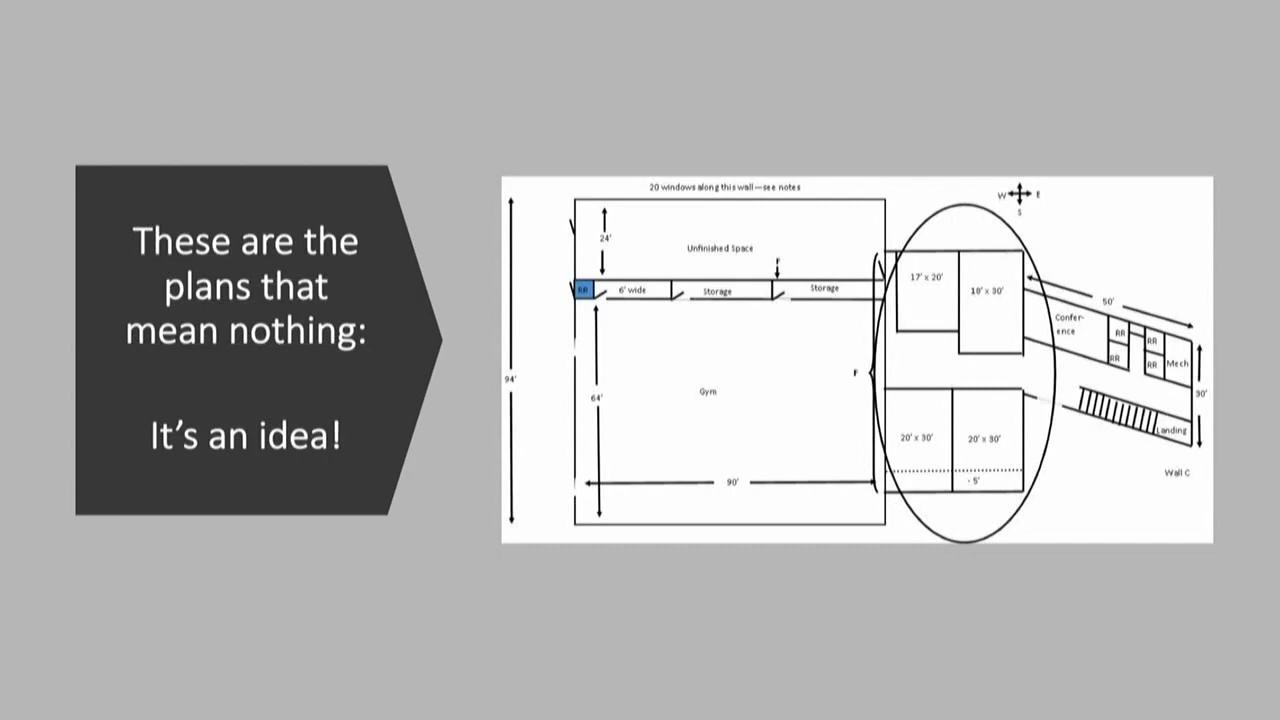 These are the
plans that
mean nothing:
It's an idea!
20 windows along this wall—see notes
W
E
S
24'
Unfinished Space
F
RR
6' wide
Storage
Storage
17' x 20'
18' x 30'
50'
Confer-
ence
RR
RR
RR
RR
Mech
94'
64'
Gym
F
30'
20' x 30'
20' x 30'
Landing
90'
- 5'
Wall C